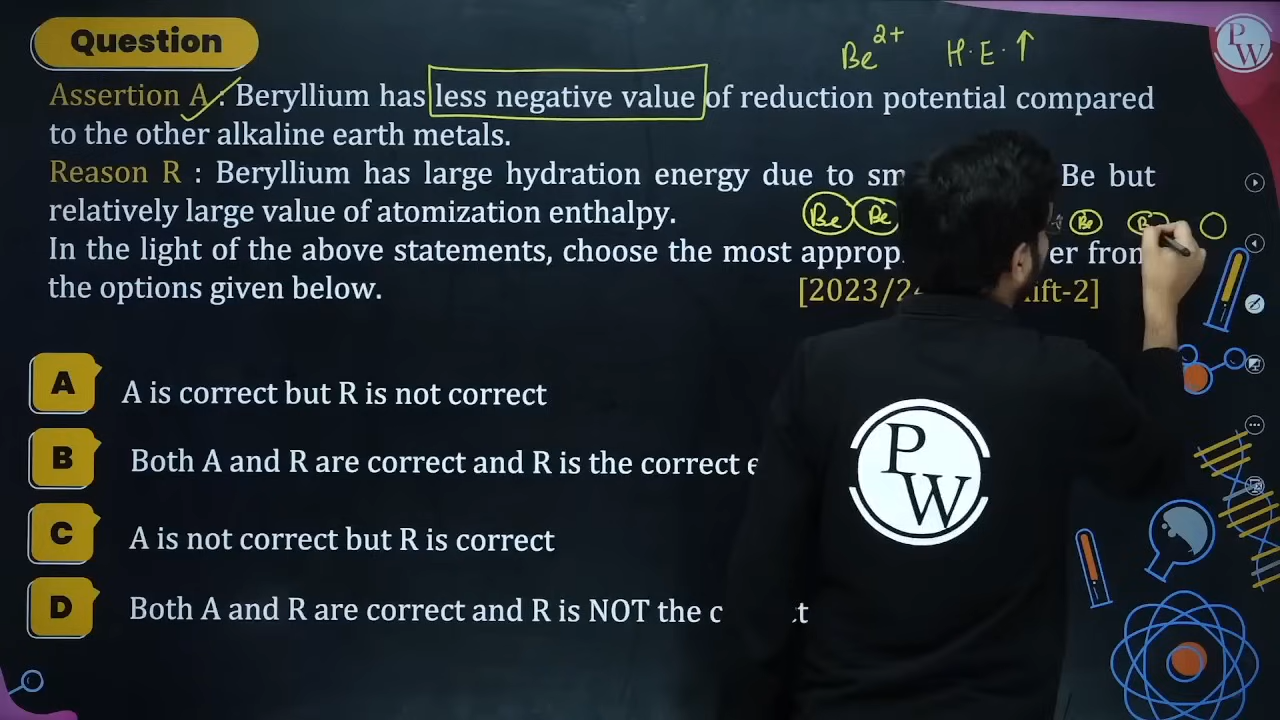 Question
Be2+ H.E.↑
Assertion A : Beryllium has less negative value of reduction potential compared
to the other alkaline earth metals.
Reason R : Beryllium has large hydration energy due to sm Be but
relatively large value of atomization enthalpy.
Be Be Be
In the light of the above statements, choose the most approp er from
the options given below.
[2023/2 ift-2]
A A is correct but R is not correct
B Both A and R are correct and R is the correct e
C A is not correct but R is correct
D Both A and R are correct and R is NOT the c t
PW
PW